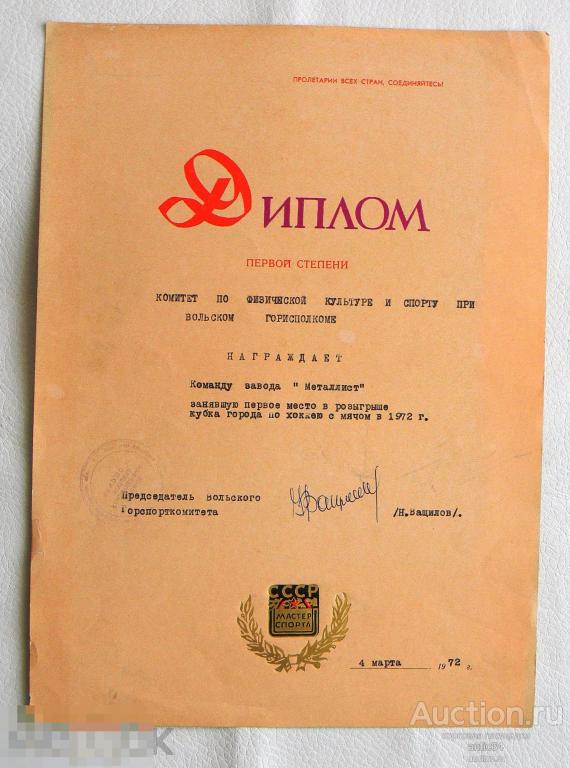 ПРОЛЕТАРИИ ВСЕХ СТРАН, СОЕДИНЯЙТЕСЬ!
ДИПЛОМ
ПЕРВОЙ СТЕПЕНИ
КОМИТЕТ ПО ФИЗИЧЕСКОЙ КУЛЬТУРЕ И СПОРТУ ПРИ
ВОЛЬСКОМ ГОРИСПОЛКОМЕ
НАГРАЖДАЕТ
Команду завода "Металлист"
занявшую первое место в розыгрыше
кубка города по хоккею с мячом в 1972 г.
Председатель Вольского
Горспорткомитета /Н.Ващилов/.
СССР
МАСТЕР
СПОРТА
4 марта 1972 г.
Auction.ru